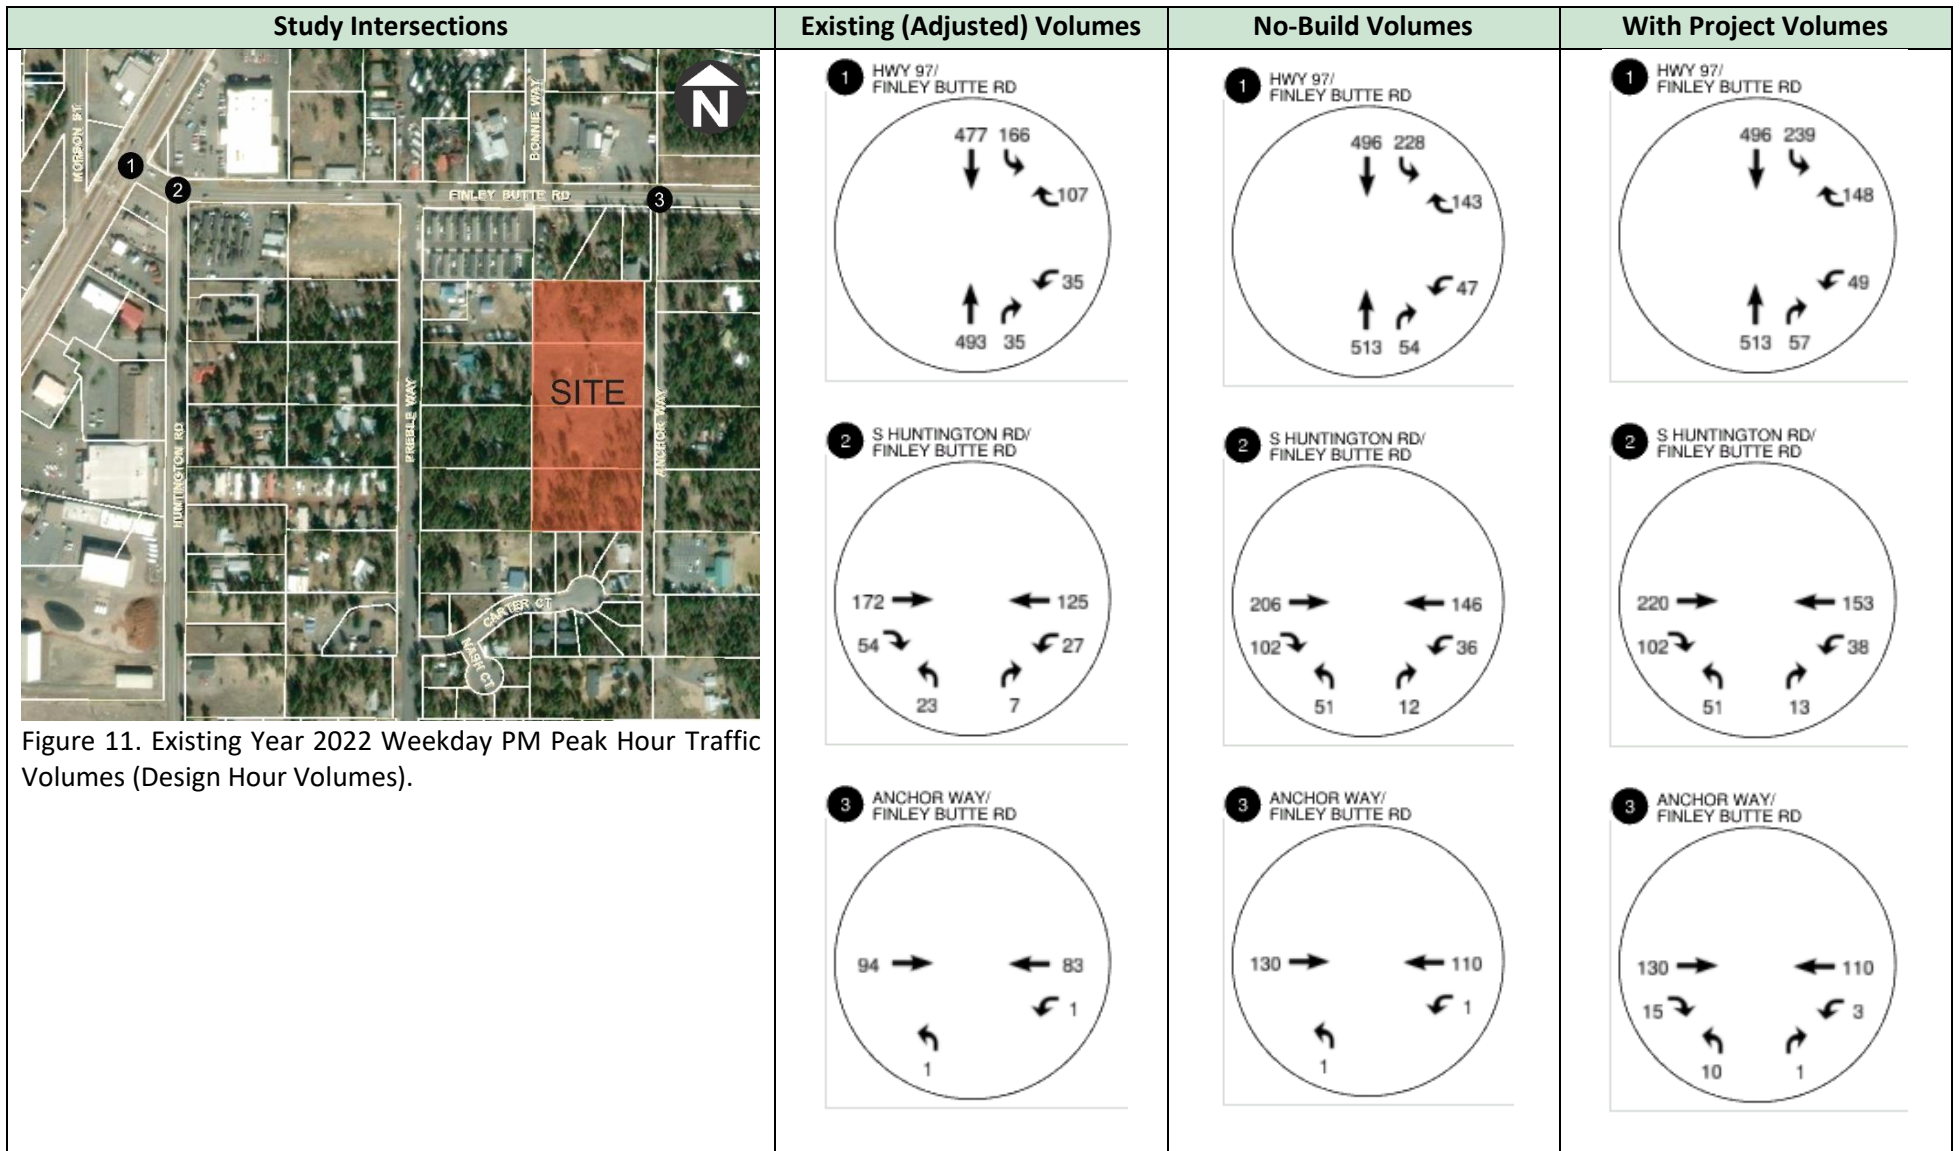 Study Intersections
Existing (Adjusted) Volumes
No-Build Volumes
With Project Volumes
MORSON ST
BONNIE WAY
N
1
2
FINLEY BUTTE RD
3
SITE
HUNTINGTON RD
PREBLE WAY
ANCHOR WAY
CARTER CT
NASH CT
Figure 11. Existing Year 2022 Weekday PM Peak Hour Traffic
Volumes (Design Hour Volumes).
1 HWY 97/
FINLEY BUTTE RD
477 166
107
35
493 35
2 S HUNTINGTON RD/
FINLEY BUTTE RD
172 125
54 27
23 7
3 ANCHOR WAY/
FINLEY BUTTE RD
94 83
1
1
1 HWY 97/
FINLEY BUTTE RD
496 228
143
47
513 54
2 S HUNTINGTON RD/
FINLEY BUTTE RD
206 146
102 36
51 12
3 ANCHOR WAY/
FINLEY BUTTE RD
130 110
1
1
1 HWY 97/
FINLEY BUTTE RD
496 239
148
49
513 57
2 S HUNTINGTON RD/
FINLEY BUTTE RD
220 153
102 38
51 13
3 ANCHOR WAY/
FINLEY BUTTE RD
130 110
15 3
10 1